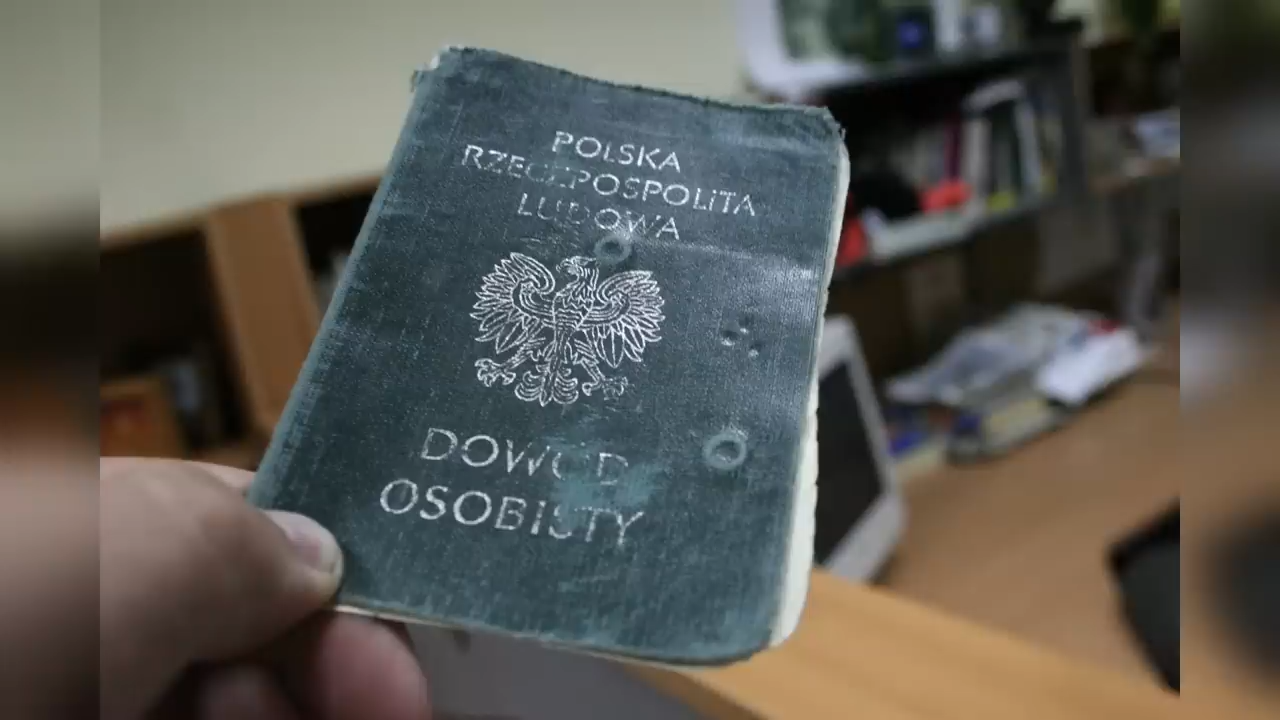 POLSKA
RZECZPOSPOLITA
LUDOWA
DOWÓD
OSOBISTY